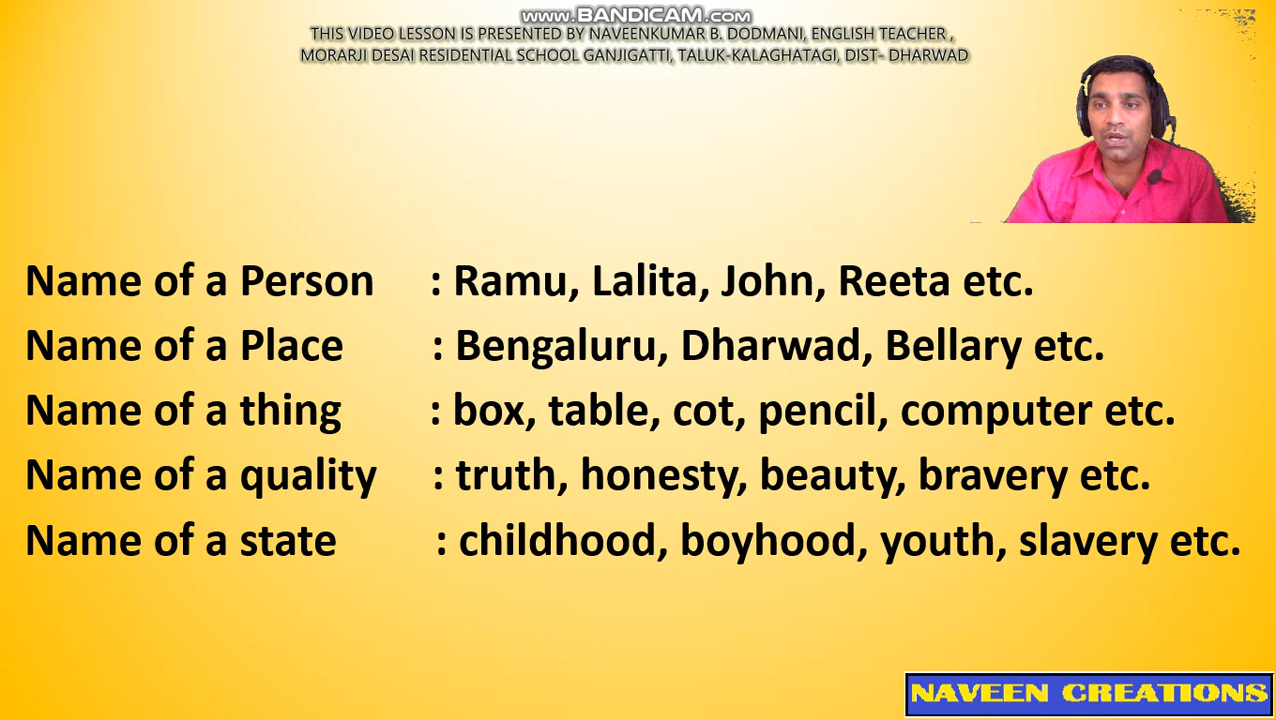 www.BANDICAM.com
THIS VIDEO LESSON IS PRESENTED BY NAVEENKUMAR B. DODMANI, ENGLISH TEACHER ,
MORARJI DESAI RESIDENTIAL SCHOOL GANJIGATTI, TALUK-KALAGHATAGI, DIST- DHARWAD
Name of a Person : Ramu, Lalita, John, Reeta etc.
Name of a Place : Bengaluru, Dharwad, Bellary etc.
Name of a thing : box, table, cot, pencil, computer etc.
Name of a quality : truth, honesty, beauty, bravery etc.
Name of a state : childhood, boyhood, youth, slavery etc.
NAVEEN CREATIONS